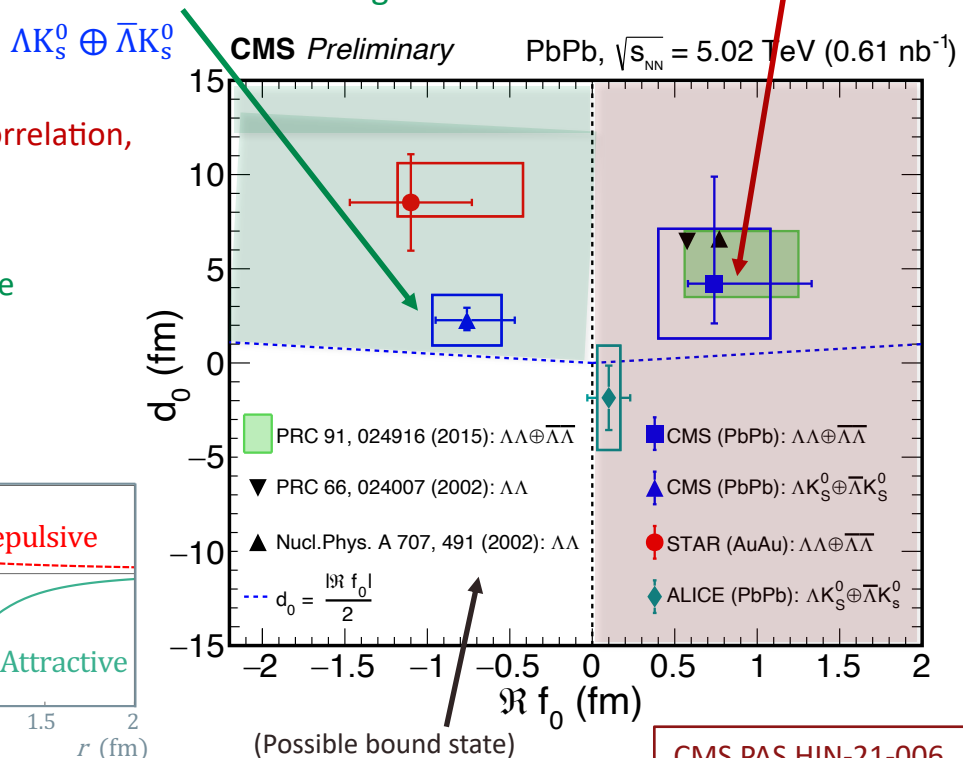 ΛK⁰ₛ ⊕ Λ̅K⁰ₛ
CMS Preliminary
PbPb, √sNN = 5.02 TeV (0.61 nb⁻¹)
orrelation,
e
d₀ (fm)
15
10
5
0
−5
−10
−15
PRC 91, 024916 (2015): ΛΛ⊕Λ̅Λ̅
PRC 66, 024007 (2002): ΛΛ
Nucl.Phys. A 707, 491 (2002): ΛΛ
d₀ = |ℜ f₀| / 2
CMS (PbPb): ΛΛ⊕Λ̅Λ̅
CMS (PbPb): ΛK⁰S⊕Λ̅K⁰S
STAR (AuAu): ΛΛ⊕Λ̅Λ̅
ALICE (PbPb): ΛK⁰S⊕Λ̅K⁰s
−2 −1.5 −1 −0.5 0 0.5 1 1.5 2
ℜ f₀ (fm)
epulsive
Attractive
1.5 2
r (fm)
(Possible bound state)
CMS PAS HIN-21-006